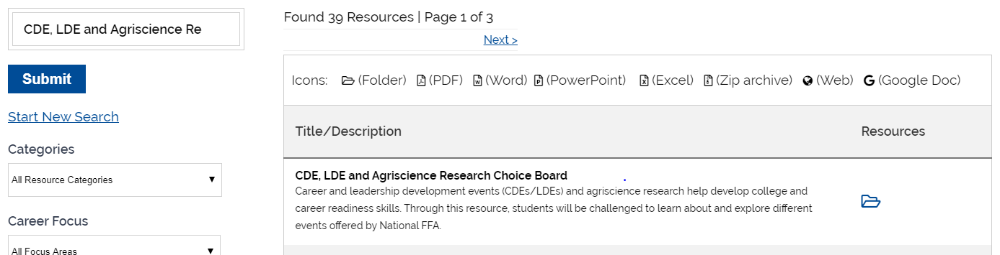 CDE, LDE and Agriscience Re
Submit
Start New Search
Categories
All Resource Categories
Career Focus
All Focus Areas
Found 39 Resources | Page 1 of 3
Next >
Icons: (Folder) (PDF) (Word) (PowerPoint) (Excel) (Zip archive) (Web) (Google Doc)
Title/Description Resources
CDE, LDE and Agriscience Research Choice Board
Career and leadership development events (CDEs/LDEs) and agriscience research help develop college and
career readiness skills. Through this resource, students will be challenged to learn about and explore different
events offered by National FFA.